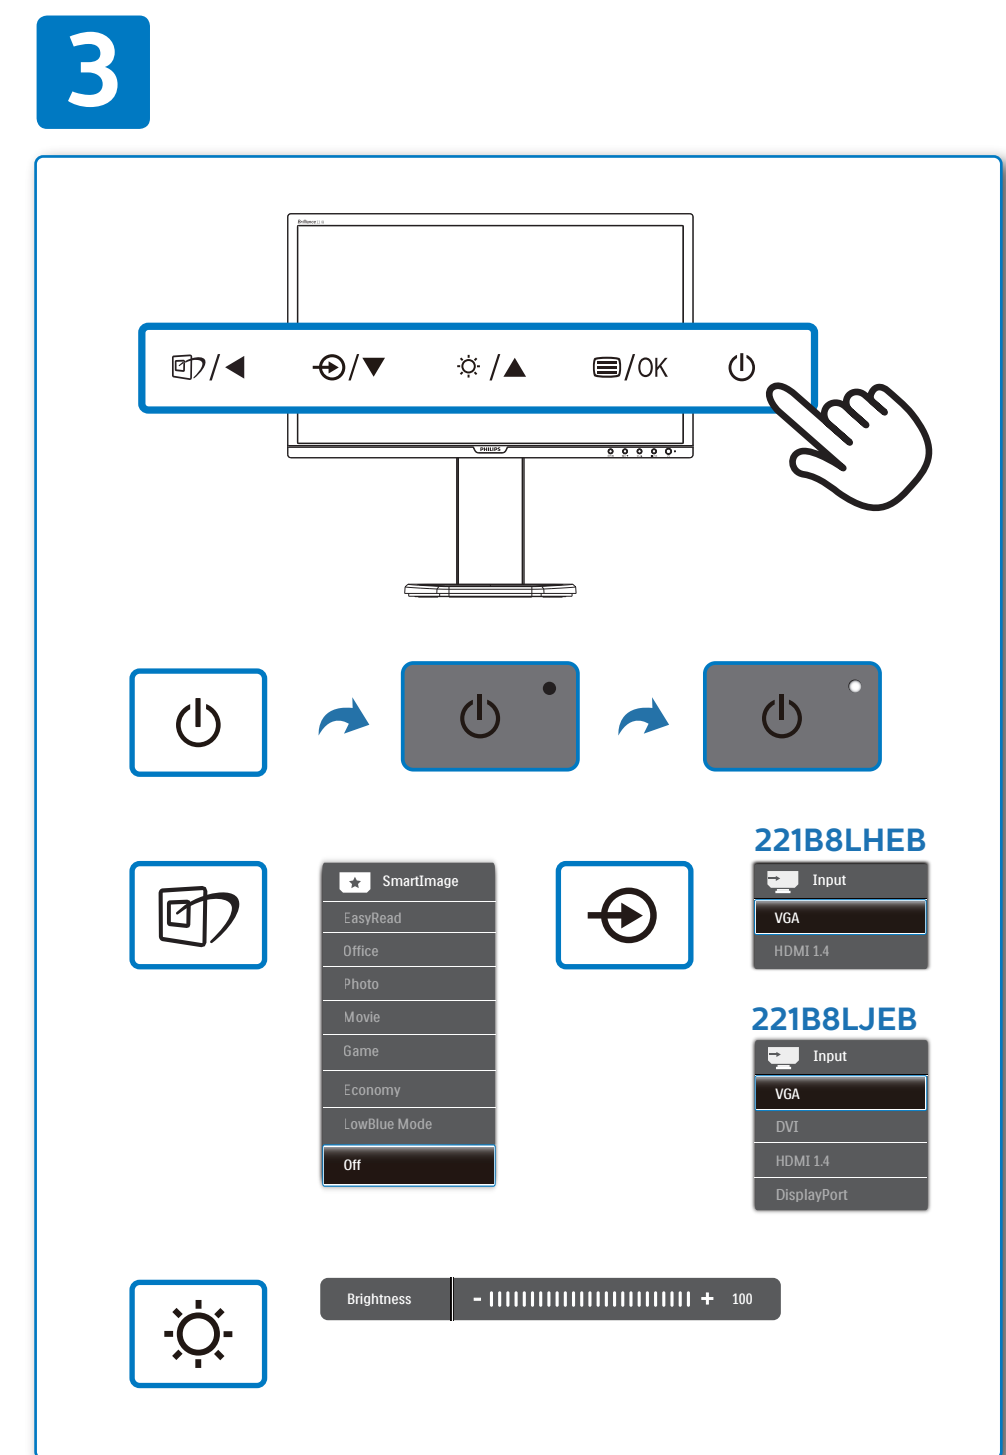 3
Brilliance
/OK
PHILIPS
221B8LHEB
SmartImage
Input
EasyRead
VGA
Office
HDMI 1.4
Photo
Movie
221B8LJEB
Game
Input
Economy
VGA
LowBlue Mode
DVI
Off
HDMI 1.4
DisplayPort
Brightness - + 100